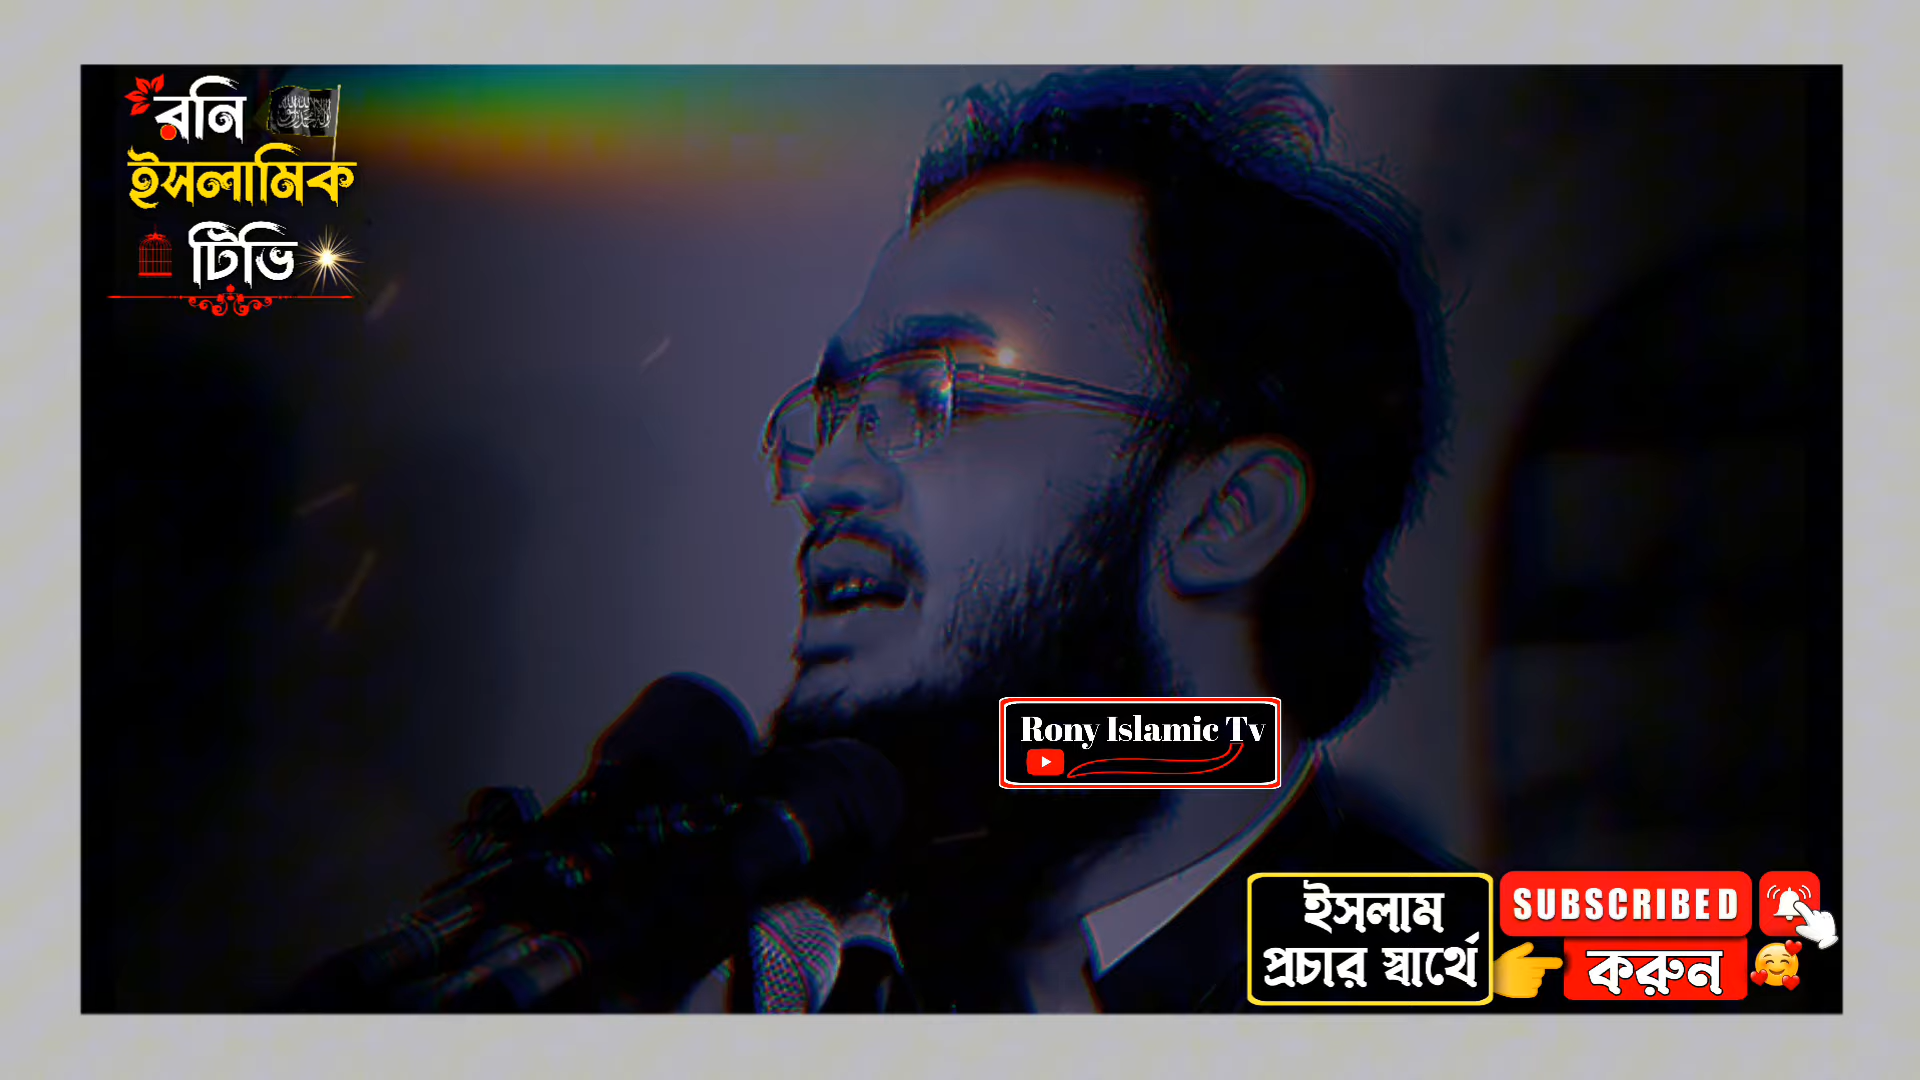 রনি
ইসলামিক
টিভি
Rony Islamic Tv
ইসলাম
প্রচার স্বার্থে
SUBSCRIBED
করুন